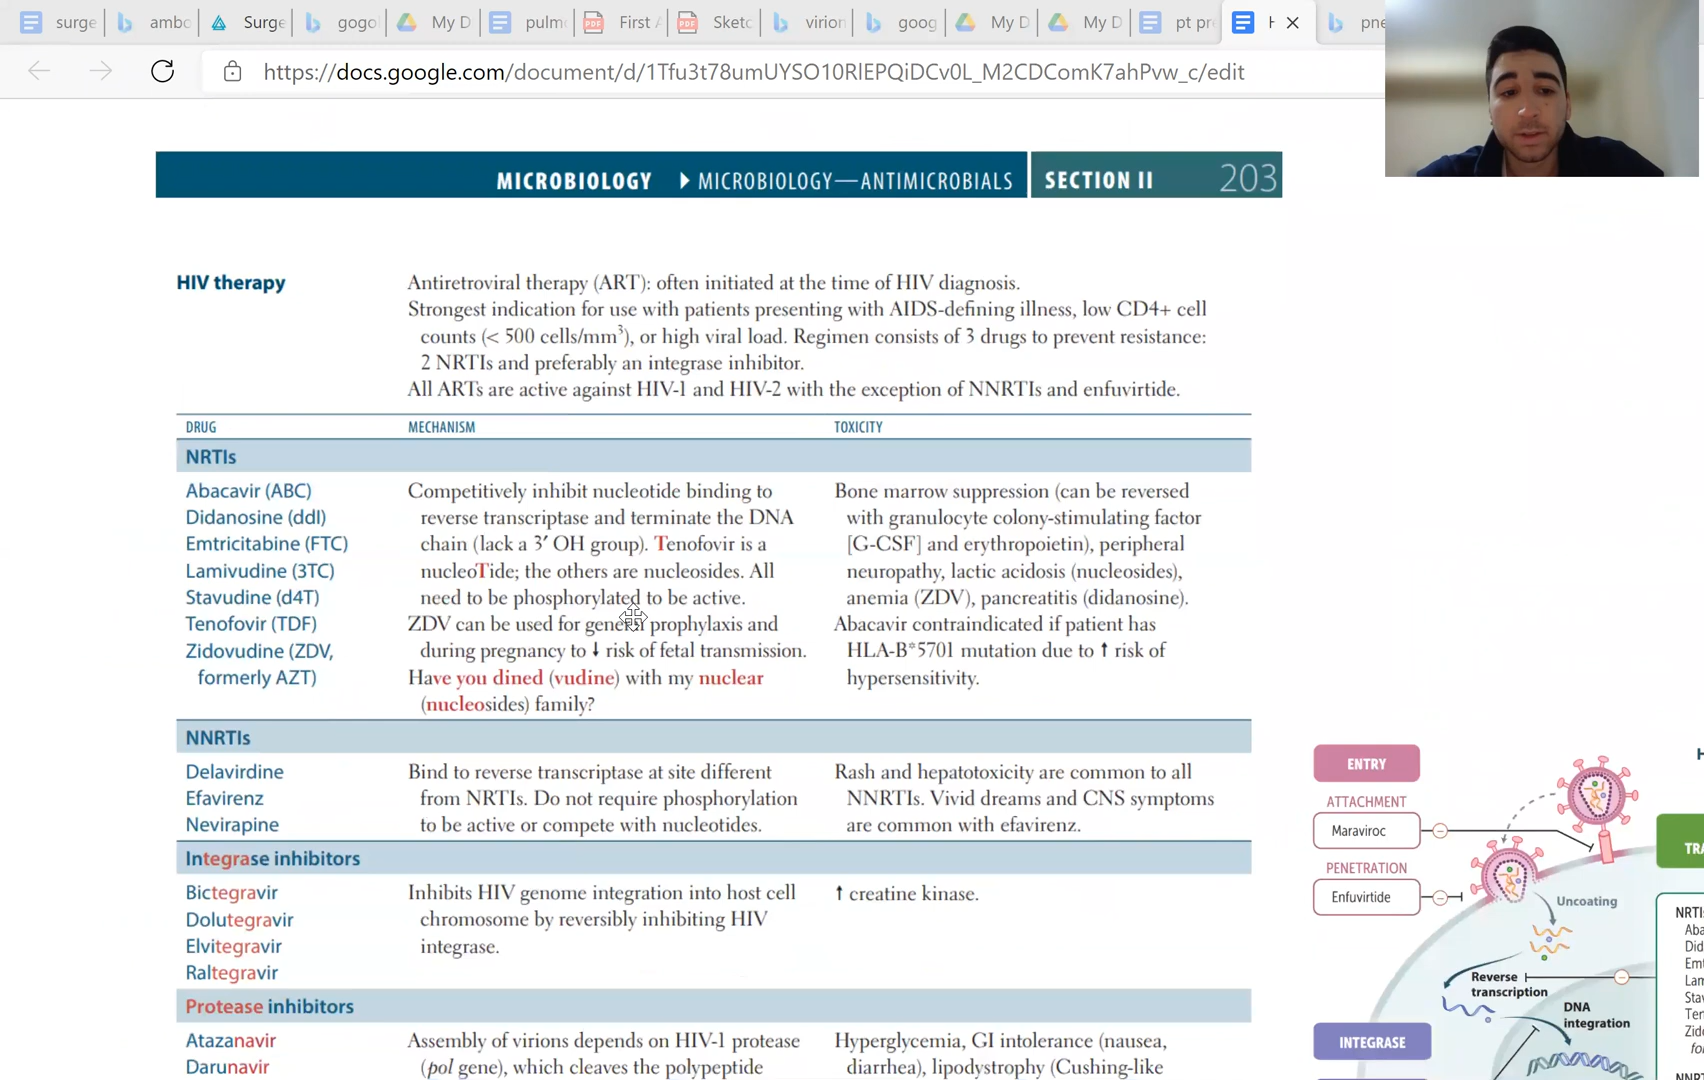 surge
ambo
Surge
gogo
My D
pulm
First A
Sketc
virion
goog
My D
My D
pt pr
H
pne
https://docs.google.com/document/d/1Tfu3t78umUYSO10RlEPQiDCv0L_M2CDComK7ahPvw_c/edit
MICROBIOLOGY ▶ MICROBIOLOGY—ANTIMICROBIALS SECTION II 203
HIV therapy
Antiretroviral therapy (ART): often initiated at the time of HIV diagnosis.
Strongest indication for use with patients presenting with AIDS-defining illness, low CD4+ cell
counts (< 500 cells/mm³), or high viral load. Regimen consists of 3 drugs to prevent resistance:
2 NRTIs and preferably an integrase inhibitor.
All ARTs are active against HIV-1 and HIV-2 with the exception of NNRTIs and enfuvirtide.
DRUG MECHANISM TOXICITY
NRTIs
Abacavir (ABC)
Didanosine (ddI)
Emtricitabine (FTC)
Lamivudine (3TC)
Stavudine (d4T)
Tenofovir (TDF)
Zidovudine (ZDV,
formerly AZT)
Competitively inhibit nucleotide binding to
reverse transcriptase and terminate the DNA
chain (lack a 3′ OH group). Tenofovir is a
nucleoTide; the others are nucleosides. All
need to be phosphorylated to be active.
ZDV can be used for general prophylaxis and
during pregnancy to ↓ risk of fetal transmission.
Have you dined (vudine) with my nuclear
(nucleosides) family?
Bone marrow suppression (can be reversed
with granulocyte colony-stimulating factor
[G-CSF] and erythropoietin), peripheral
neuropathy, lactic acidosis (nucleosides),
anemia (ZDV), pancreatitis (didanosine).
Abacavir contraindicated if patient has
HLA-B*5701 mutation due to ↑ risk of
hypersensitivity.
NNRTIs
Delavirdine
Efavirenz
Nevirapine
Bind to reverse transcriptase at site different
from NRTIs. Do not require phosphorylation
to be active or compete with nucleotides.
Rash and hepatotoxicity are common to all
NNRTIs. Vivid dreams and CNS symptoms
are common with efavirenz.
Integrase inhibitors
Bictegravir
Dolutegravir
Elvitegravir
Raltegravir
Inhibits HIV genome integration into host cell
chromosome by reversibly inhibiting HIV
integrase.
↑ creatine kinase.
Protease inhibitors
Atazanavir
Darunavir
Assembly of virions depends on HIV-1 protease
(pol gene), which cleaves the polypeptide
Hyperglycemia, GI intolerance (nausea,
diarrhea), lipodystrophy (Cushing-like
ENTRY
ATTACHMENT
Maraviroc
PENETRATION
Enfuvirtide
Uncoating
Reverse
transcription
DNA
integration
INTEGRASE
TRA
NRTIs
Aba
Did
Emt
Lam
Stav
Ten
Zido
fo